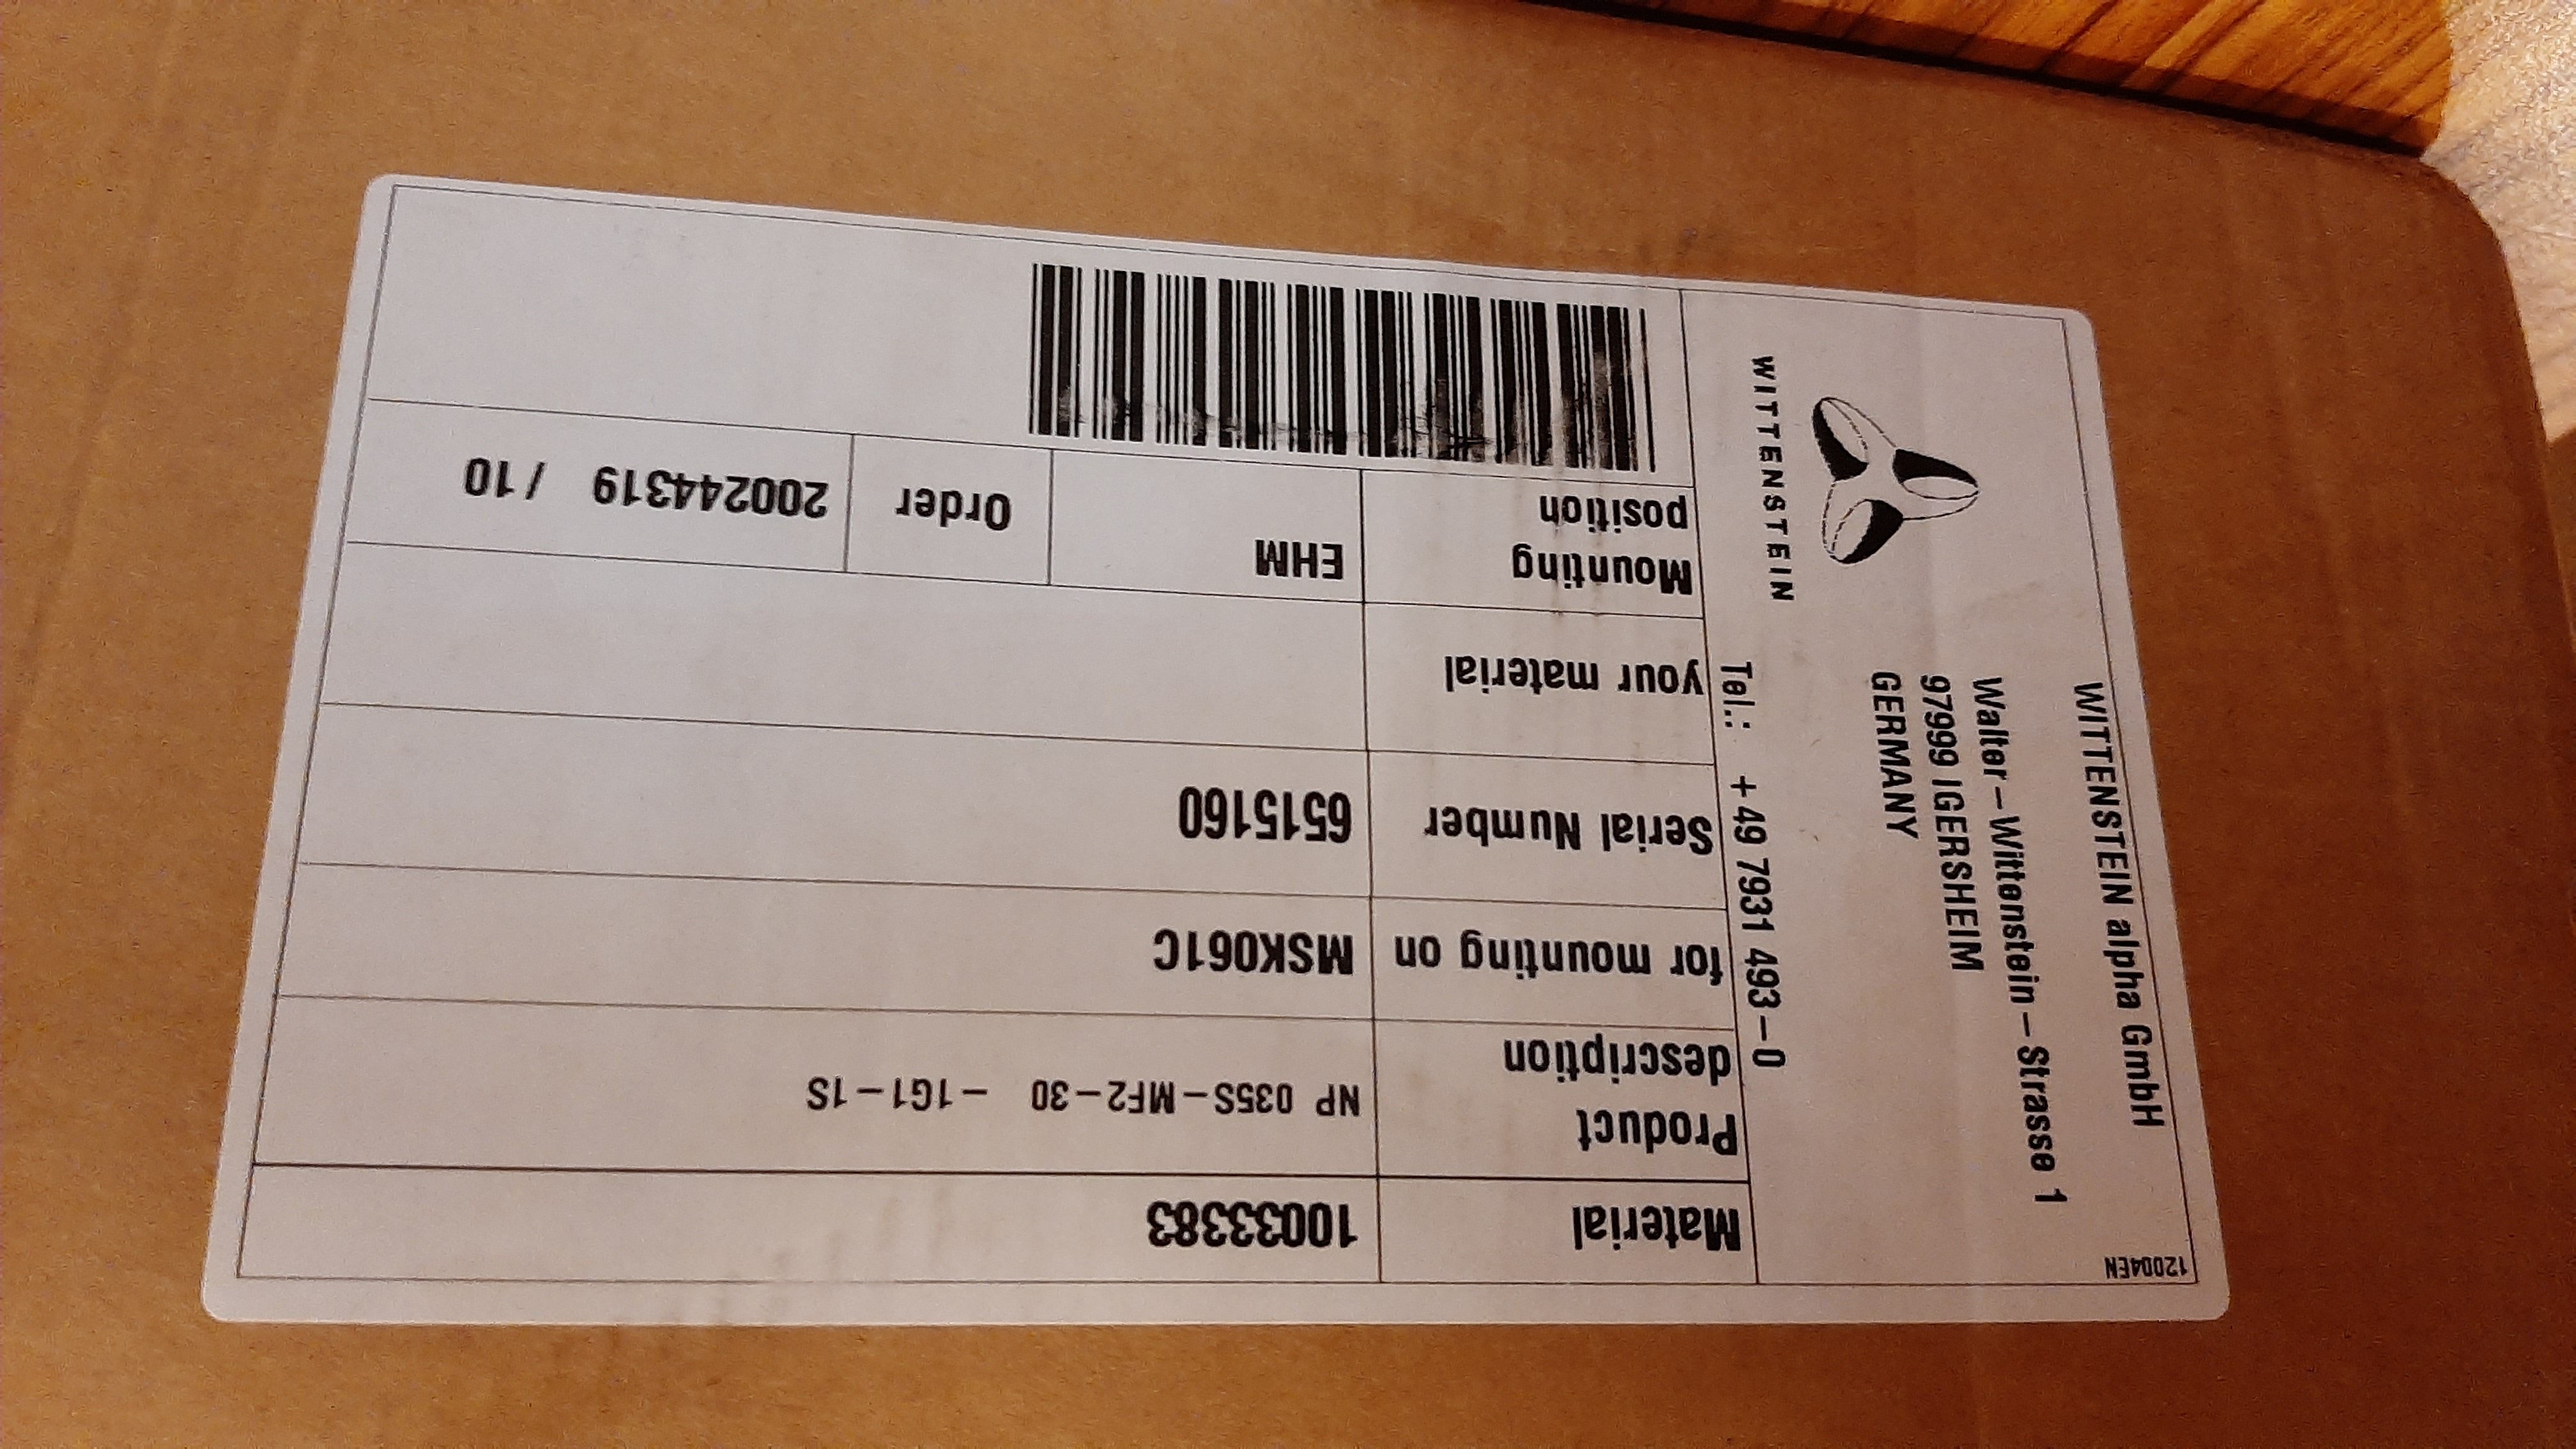 12004EN
WITTENSTEIN alpha GmbH
Walter-Wittenstein-Strasse 1
97999 IGERSHEIM
GERMANY
Tel.: +49 7931 493-0
WITTENSTEIN
Material 10033383
Product description NP 035S-MF2-30 -1G1-1S
for mounting on MSK061C
Serial Number 6515160
your material
Mounting position EHM Order 200244319 / 10